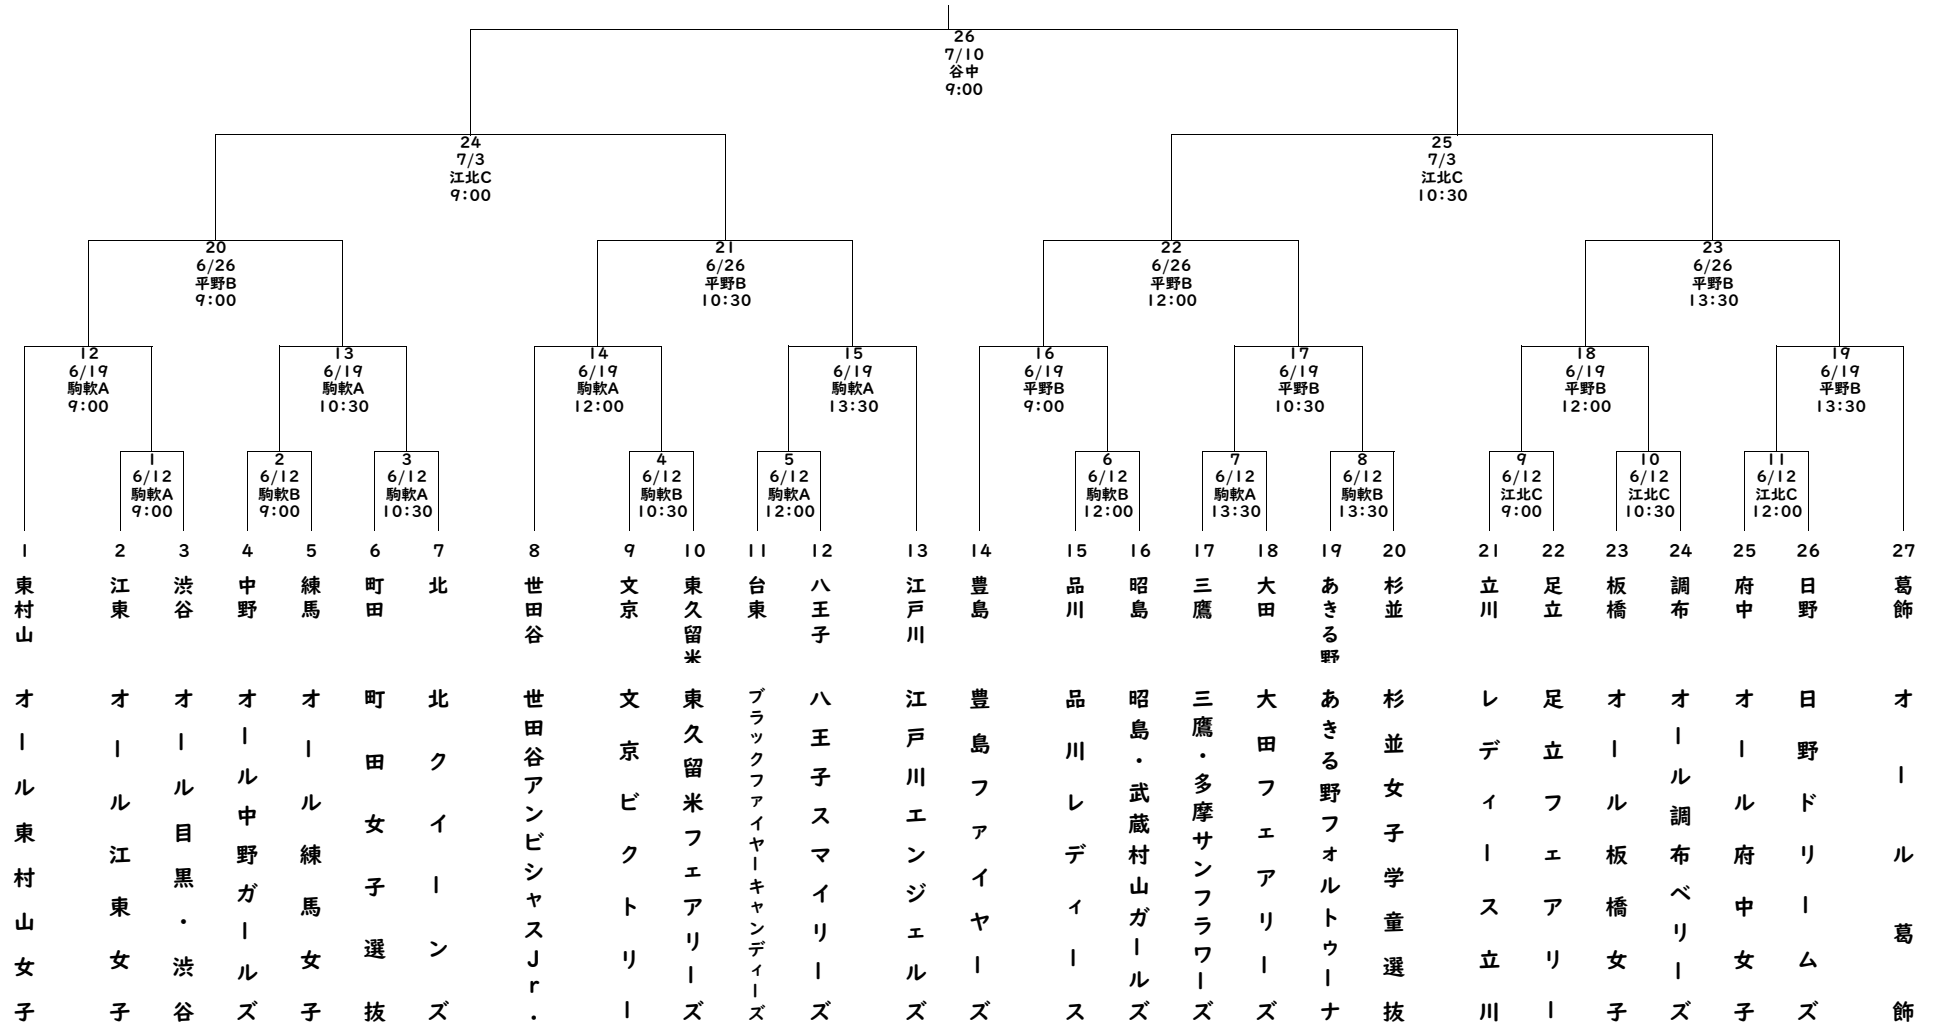 26
7/10
谷中
9:00
24
7/3
江北C
9:00
25
7/3
江北C
10:30
20
6/26
平野B
9:00
21
6/26
平野B
10:30
22
6/26
平野B
12:00
23
6/26
平野B
13:30
12
6/19
駒軟A
9:00
13
6/19
駒軟A
10:30
14
6/19
駒軟A
12:00
15
6/19
駒軟A
13:30
16
6/19
平野B
9:00
17
6/19
平野B
10:30
18
6/19
平野B
12:00
19
6/19
平野B
13:30
1
6/12
駒軟A
9:00
2
6/12
駒軟B
9:00
3
6/12
駒軟A
10:30
4
6/12
駒軟B
10:30
5
6/12
駒軟A
12:00
6
6/12
駒軟B
12:00
7
6/12
駒軟A
13:30
8
6/12
駒軟B
13:30
9
6/12
江北C
9:00
10
6/12
江北C
10:30
11
6/12
江北C
12:00
1
東村山
オール東村山女子
2
江東
オール江東女子
3
渋谷
オール目黒・渋谷
4
中野
オール中野ガールズ
5
練馬
オール練馬女子
6
町田
町田女子選抜
7
北
北クイーンズ
8
世田谷
世田谷アンビシャスJr.
9
文京
文京ビクトリー
10
東久留米
東久留米フェアリーズ
11
台東
ブラックファイヤーキャンディーズ
12
八王子
八王子スマイリーズ
13
江戸川
江戸川エンジェルズ
14
豊島
豊島ファイヤーズ
15
品川
品川レディース
16
昭島
昭島・武蔵村山ガールズ
17
三鷹
三鷹・多摩サンフラワーズ
18
大田
大田フェアリーズ
19
あきる野
あきる野フォルトゥーナ
20
杉並
杉並女子学童選抜
21
立川
レディース立川
22
足立
足立フェアリー
23
板橋
オール板橋女子
24
調布
オール調布ベリーズ
25
府中
オール府中女子
26
日野
日野ドリームズ
27
葛飾
オール葛飾